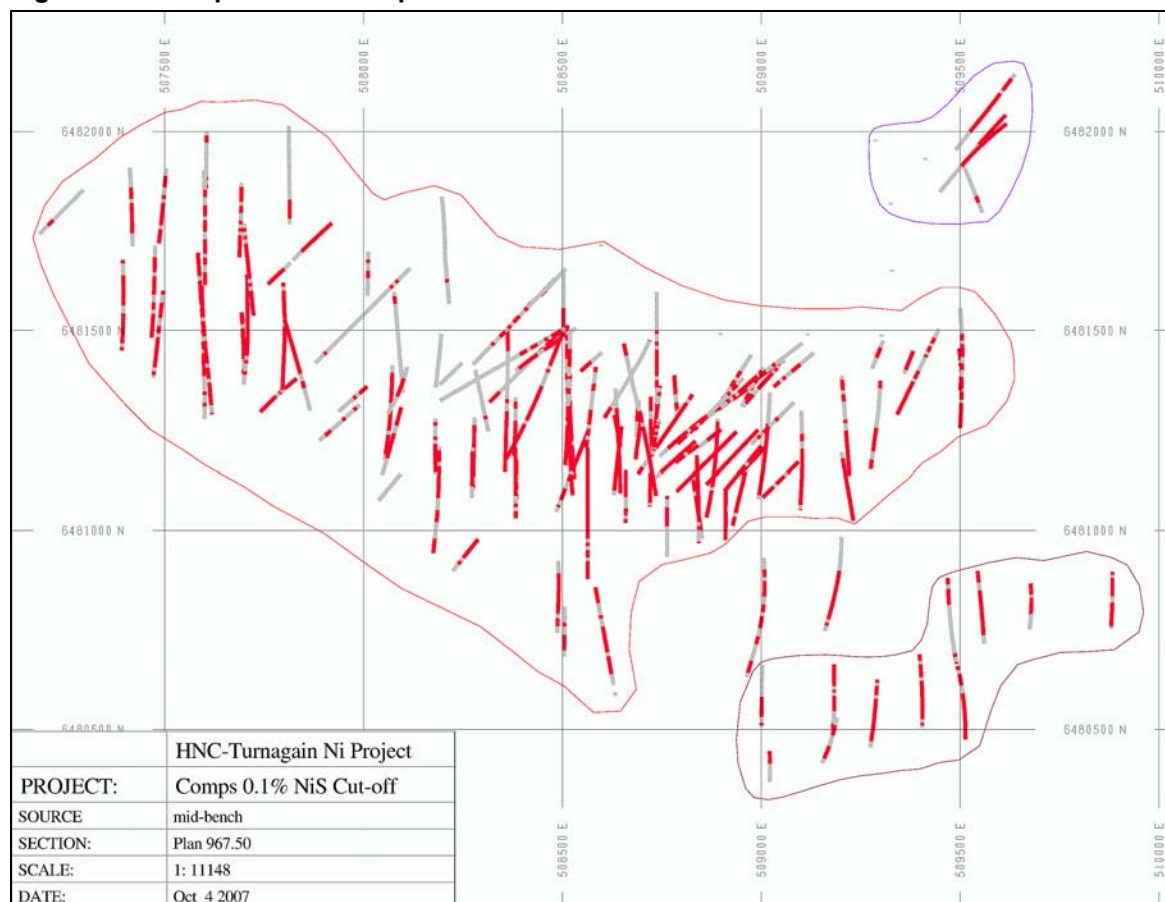 507500 E
508000 E
508500 E
509000 E
509500 E
510000 E
6482000 N
6482000 N
6481500 N
6481500 N
6481000 N
6481000 N
6480500 N
6480500 N
HNC-Turnagain Ni Project
PROJECT: Comps 0.1% NiS Cut-off
SOURCE mid-bench
SECTION: Plan 967.50
SCALE: 1: 11148
DATE: Oct 4 2007
508500 E
509000 E
509500 E
510000 E